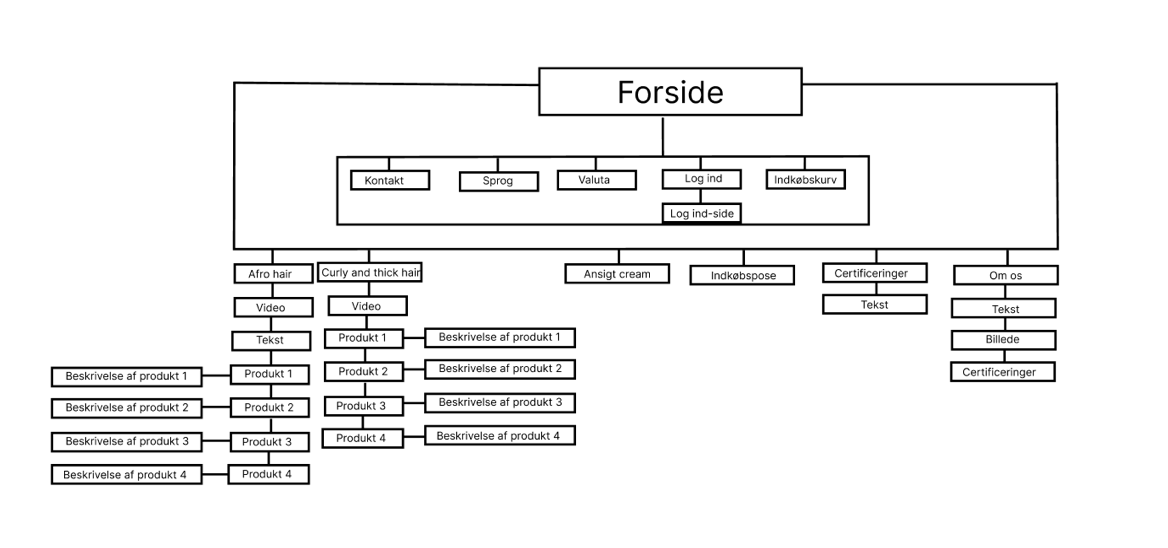 Forside
Kontakt
Sprog
Valuta
Log ind
Indkøbskurv
Log ind-side
Afro hair
Curly and thick hair
Ansigt cream
Indkøbspose
Certificeringer
Om os
Video
Video
Tekst
Tekst
Tekst
Produkt 1
Beskrivelse af produkt 1
Billede
Beskrivelse af produkt 1
Produkt 1
Produkt 2
Beskrivelse af produkt 2
Certificeringer
Beskrivelse af produkt 2
Produkt 2
Produkt 3
Beskrivelse af produkt 3
Beskrivelse af produkt 3
Produkt 3
Produkt 4
Beskrivelse af produkt 4
Beskrivelse af produkt 4
Produkt 4